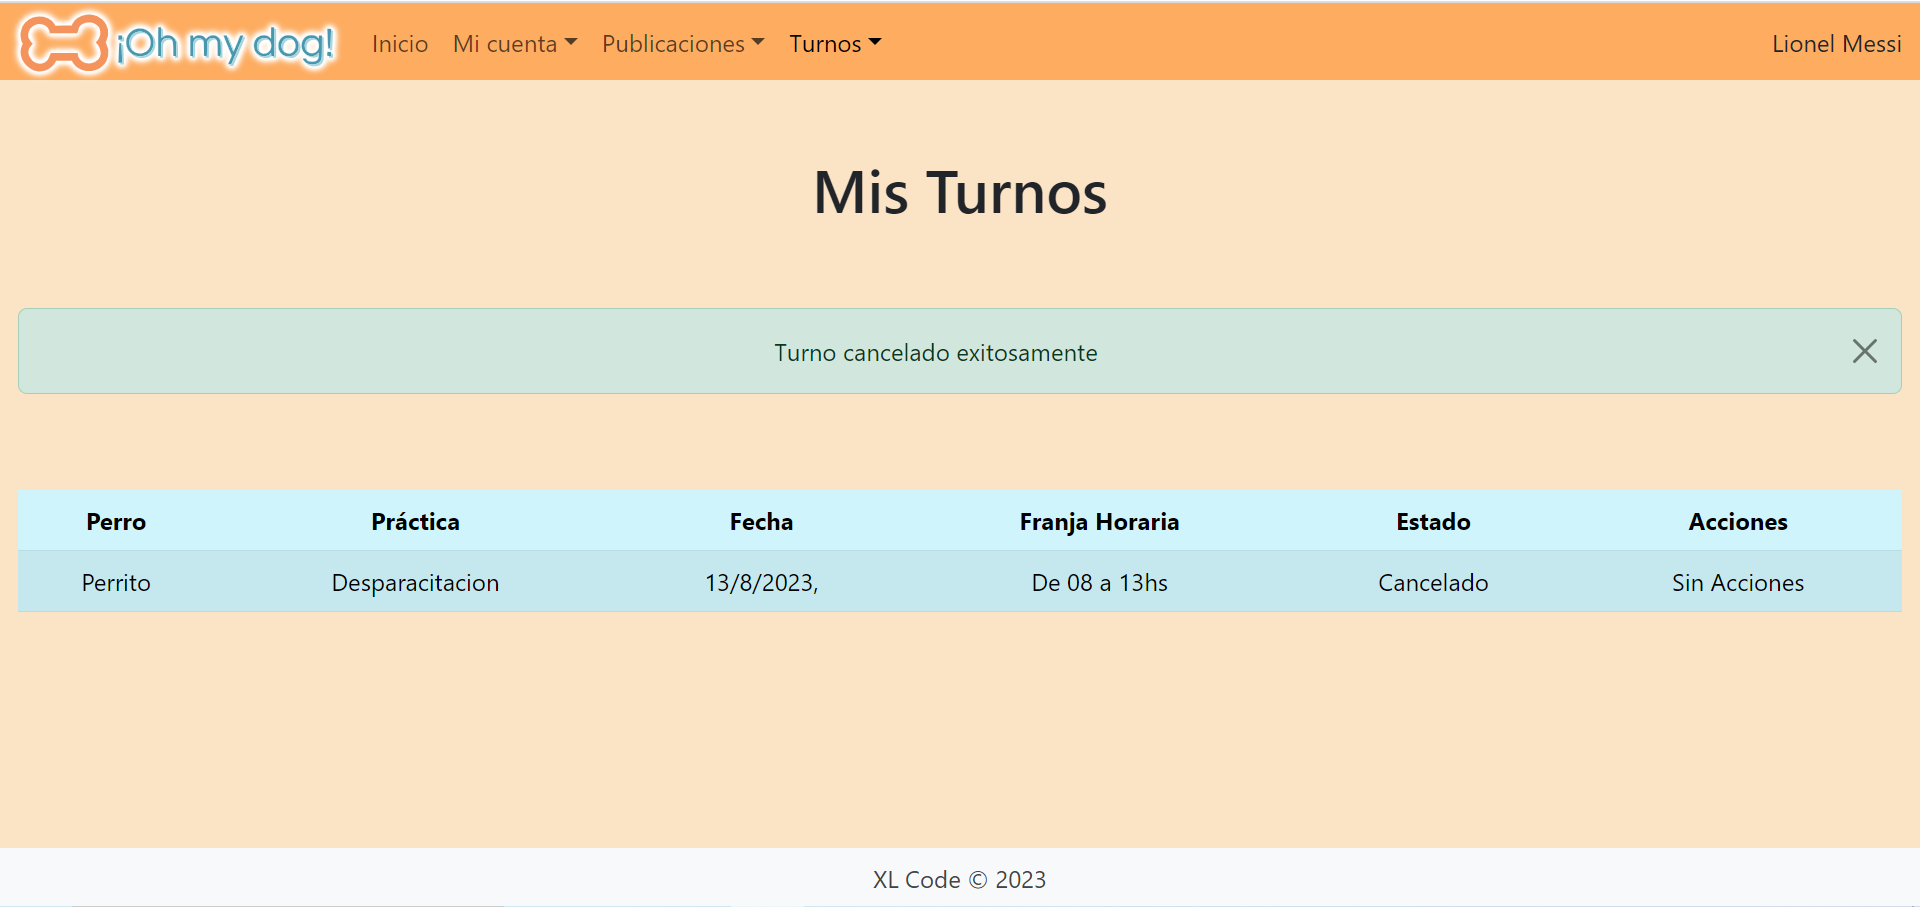 ¡Oh my dog! Inicio Mi cuenta Publicaciones Turnos Lionel Messi
Mis Turnos
Turno cancelado exitosamente
Perro Práctica Fecha Franja Horaria Estado Acciones
Perrito Desparacitacion 13/8/2023, De 08 a 13hs Cancelado Sin Acciones
XL Code © 2023